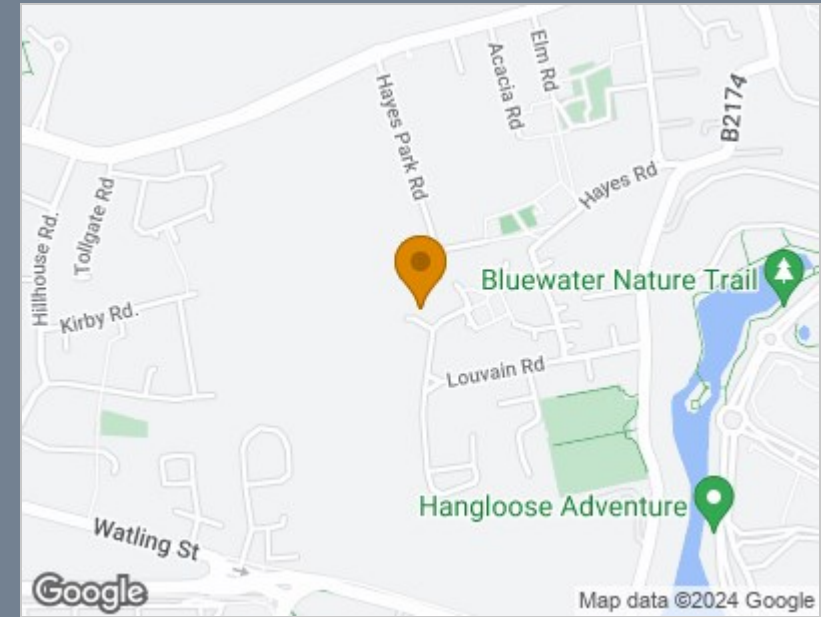 Elm Rd
Acacia Rd
Hayes Park Rd
B2174
Hayes Rd
Tollgate Rd
Hillhouse Rd.
Kirby Rd.
Bluewater Nature Trail
Louvain Rd
Hangloose Adventure
Watling St
Google
Map data ©2024 Google